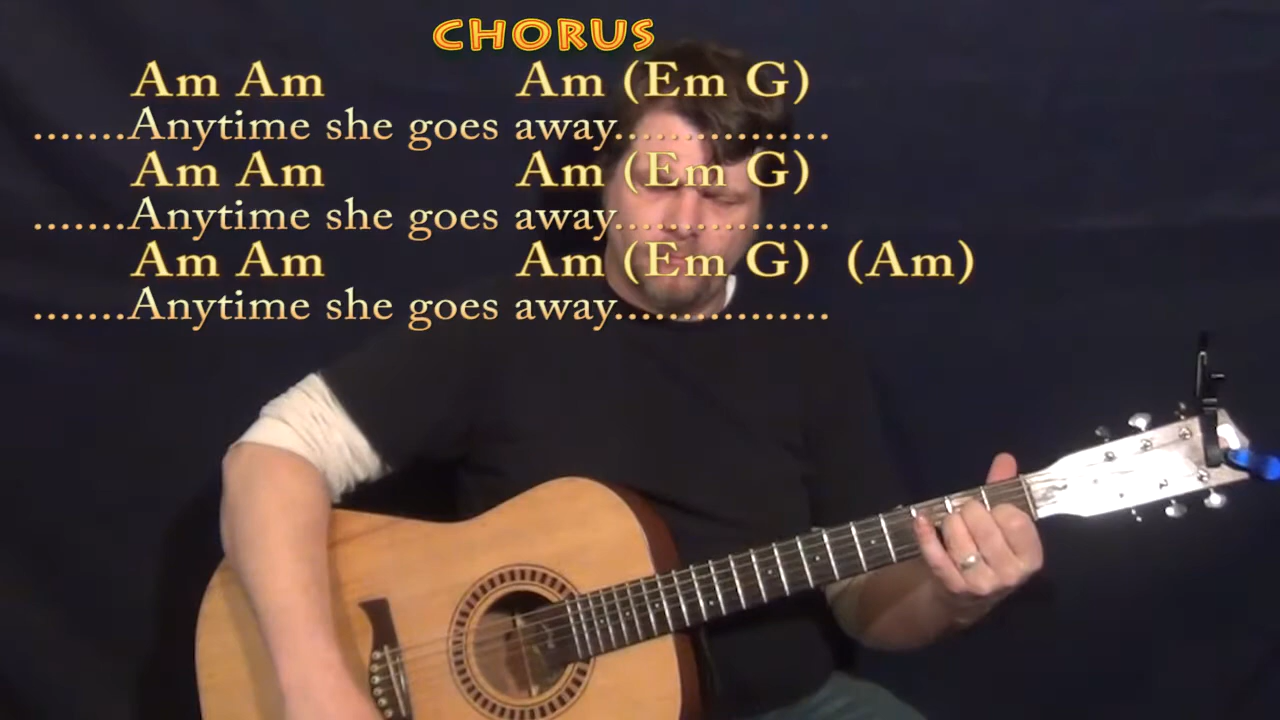 CHORUS
Am Am Am (Em G)
.......Anytime she goes away................
Am Am Am (Em G)
.......Anytime she goes away................
Am Am Am (Em G) (Am)
.......Anytime she goes away................